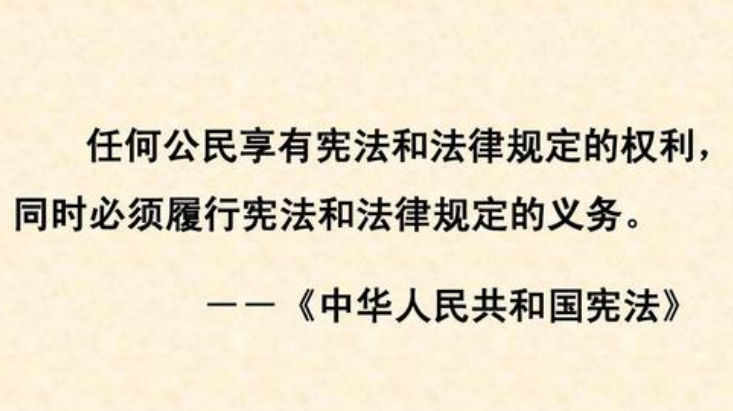 任何公民享有宪法和法律规定的权利，
同时必须履行宪法和法律规定的义务。
——《中华人民共和国宪法》